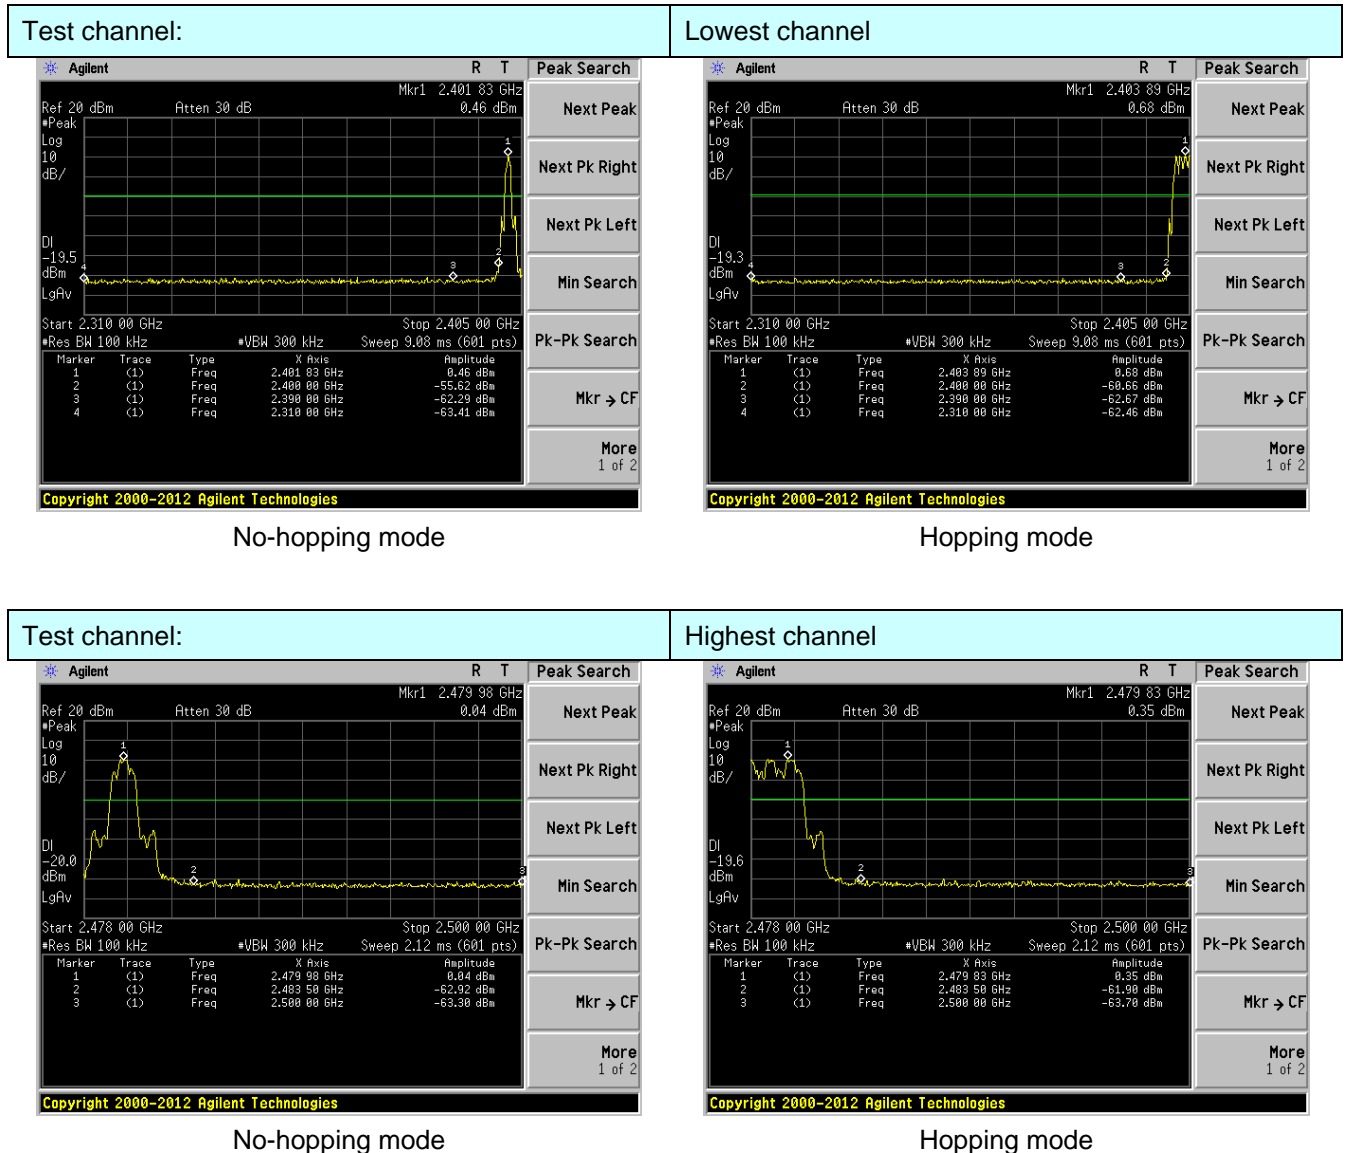 Test channel: Lowest channel
Agilent R T Peak Search
Mkr1 2.401 83 GHz
Ref 20 dBm Atten 30 dB 0.46 dBm
#Peak
Log
10
dB/
DI
-19.5
dBm
LgAv
1
2
3
4
Start 2.310 00 GHz Stop 2.405 00 GHz
#Res BW 100 kHz #VBW 300 kHz Sweep 9.08 ms (601 pts)
Marker Trace Type X Axis Amplitude
1 (1) Freq 2.401 83 GHz 0.46 dBm
2 (1) Freq 2.400 00 GHz -55.62 dBm
3 (1) Freq 2.390 00 GHz -62.29 dBm
4 (1) Freq 2.310 00 GHz -63.41 dBm
Next Peak
Next Pk Right
Next Pk Left
Min Search
Pk-Pk Search
Mkr → CF
More
1 of 2
Copyright 2000-2012 Agilent Technologies
No-hopping mode
Agilent R T Peak Search
Mkr1 2.403 89 GHz
Ref 20 dBm Atten 30 dB 0.68 dBm
#Peak
Log
10
dB/
DI
-19.3
dBm
LgAv
1
2
3
4
Start 2.310 00 GHz Stop 2.405 00 GHz
#Res BW 100 kHz #VBW 300 kHz Sweep 9.08 ms (601 pts)
Marker Trace Type X Axis Amplitude
1 (1) Freq 2.403 89 GHz 0.68 dBm
2 (1) Freq 2.400 00 GHz -60.66 dBm
3 (1) Freq 2.390 00 GHz -62.67 dBm
4 (1) Freq 2.310 00 GHz -62.46 dBm
Next Peak
Next Pk Right
Next Pk Left
Min Search
Pk-Pk Search
Mkr → CF
More
1 of 2
Copyright 2000-2012 Agilent Technologies
Hopping mode
Test channel: Highest channel
Agilent R T Peak Search
Mkr1 2.479 98 GHz
Ref 20 dBm Atten 30 dB 0.04 dBm
#Peak
Log
10
dB/
DI
-20.0
dBm
LgAv
1
2
3
Start 2.478 00 GHz Stop 2.500 00 GHz
#Res BW 100 kHz #VBW 300 kHz Sweep 2.12 ms (601 pts)
Marker Trace Type X Axis Amplitude
1 (1) Freq 2.479 98 GHz 0.04 dBm
2 (1) Freq 2.483 50 GHz -62.92 dBm
3 (1) Freq 2.500 00 GHz -63.30 dBm
Next Peak
Next Pk Right
Next Pk Left
Min Search
Pk-Pk Search
Mkr → CF
More
1 of 2
Copyright 2000-2012 Agilent Technologies
No-hopping mode
Agilent R T Peak Search
Mkr1 2.479 83 GHz
Ref 20 dBm Atten 30 dB 0.35 dBm
#Peak
Log
10
dB/
DI
-19.6
dBm
LgAv
1
2
3
Start 2.478 00 GHz Stop 2.500 00 GHz
#Res BW 100 kHz #VBW 300 kHz Sweep 2.12 ms (601 pts)
Marker Trace Type X Axis Amplitude
1 (1) Freq 2.479 83 GHz 0.35 dBm
2 (1) Freq 2.483 50 GHz -61.90 dBm
3 (1) Freq 2.500 00 GHz -63.70 dBm
Next Peak
Next Pk Right
Next Pk Left
Min Search
Pk-Pk Search
Mkr → CF
More
1 of 2
Copyright 2000-2012 Agilent Technologies
Hopping mode